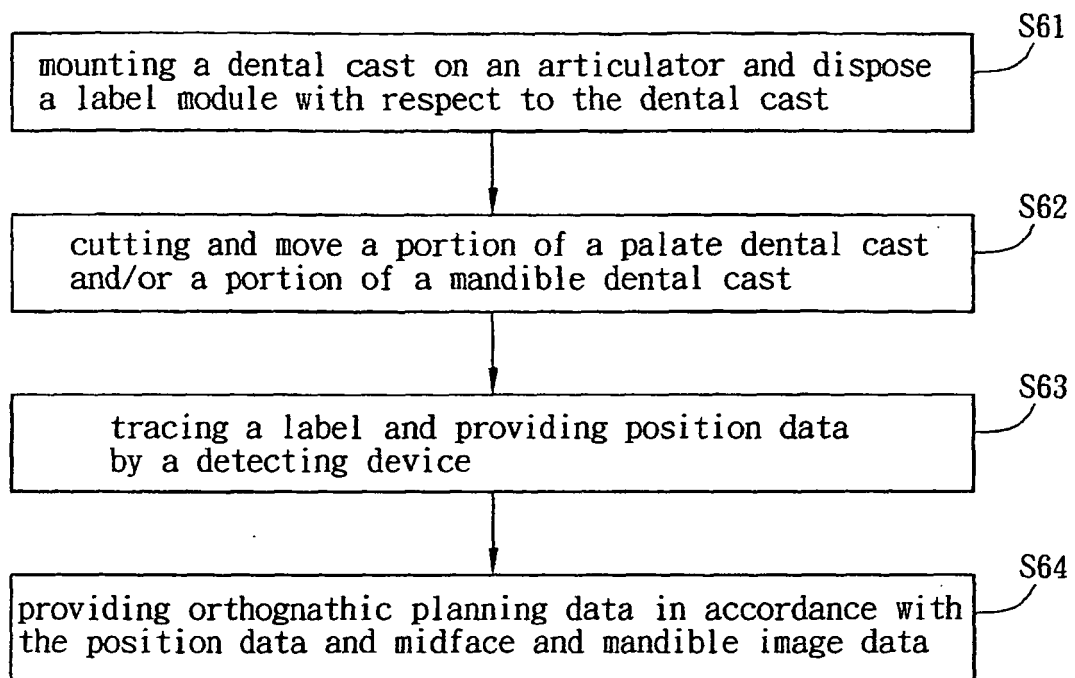 S61
mounting a dental cast on an articulator and dispose
a label module with respect to the dental cast
S62
cutting and move a portion of a palate dental cast
and/or a portion of a mandible dental cast
S63
tracing a label and providing position data
by a detecting device
S64
providing orthognathic planning data in accordance with
the position data and midface and mandible image data